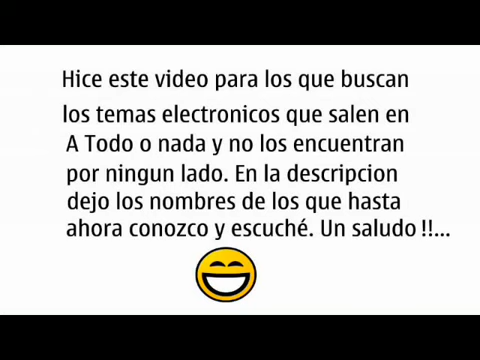 Hice este video para los que buscan
los temas electronicos que salen en
A Todo o nada y no los encuentran
por ningun lado. En la descripcion
dejo los nombres de los que hasta
ahora conozco y escuché. Un saludo !!...